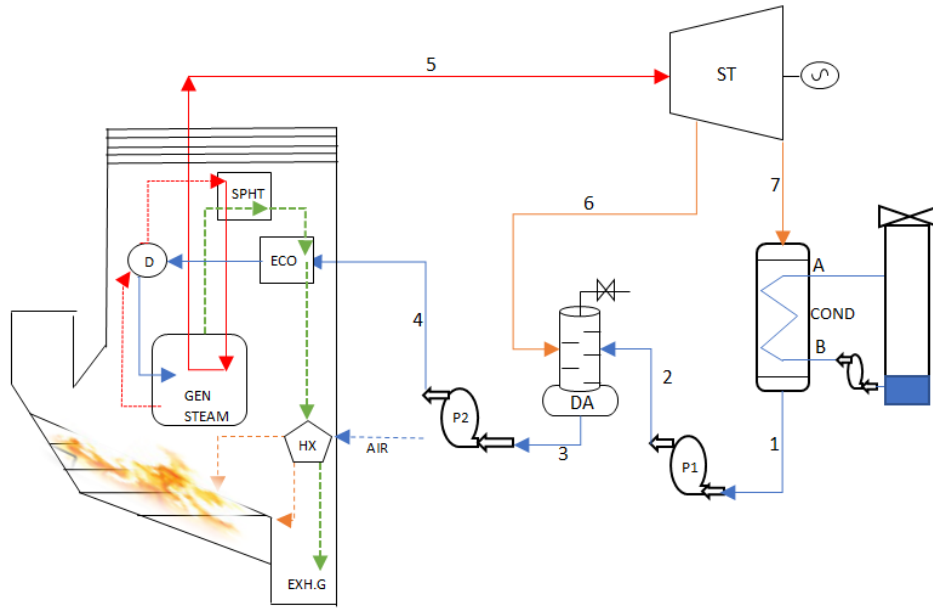 5
ST
SPHT
6
7
D
ECO
A
COND
4
B
GEN
STEAM
2
DA
P2
1
HX
AIR
3
P1
EXH.G